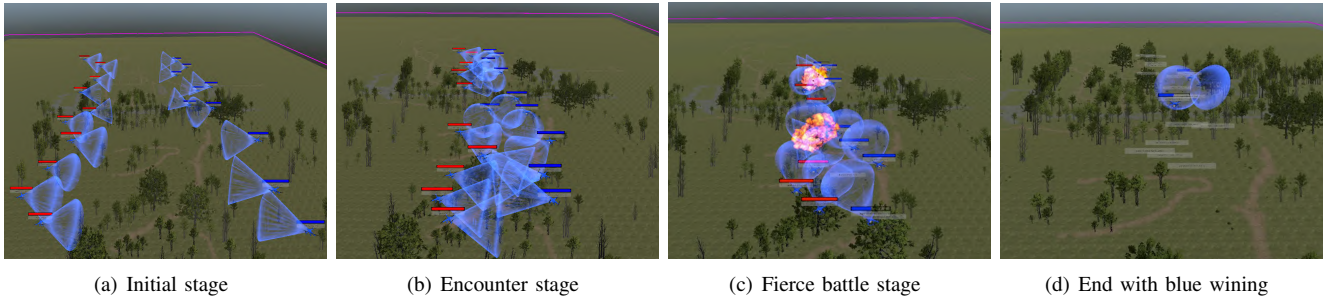 (a) Initial stage
(b) Encounter stage
(c) Fierce battle stage
(d) End with blue wining